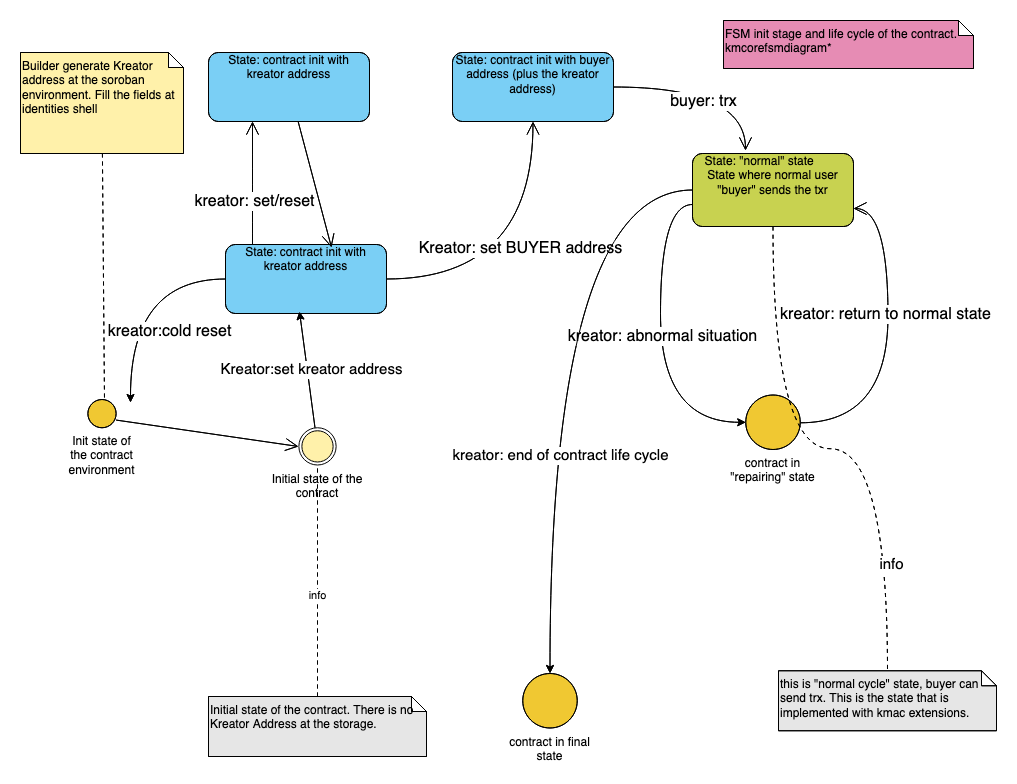 FSM init stage and life cycle of the contract.
kmcorefsmdiagram*
Builder generate Kreator
address at the soroban
environment. Fill the fields at
identities shell
State: contract init with
kreator address
State: contract init with buyer
address (plus the kreator
address)
buyer: trx
State: "normal" state
State where normal user
"buyer" sends the txr
kreator: set/reset
State: contract init with
kreator address
Kreator: set BUYER address
kreator:cold reset
kreator: abnormal situation
kreator: return to normal state
Kreator:set kreator address
Init state of
the contract
environment
Initial state of the
contract
kreator: end of contract life cycle
contract in
"repairing" state
info
info
Initial state of the contract. There is no
Kreator Address at the storage.
this is "normal cycle" state, buyer can
send trx. This is the state that is
implemented with kmac extensions.
contract in final
state